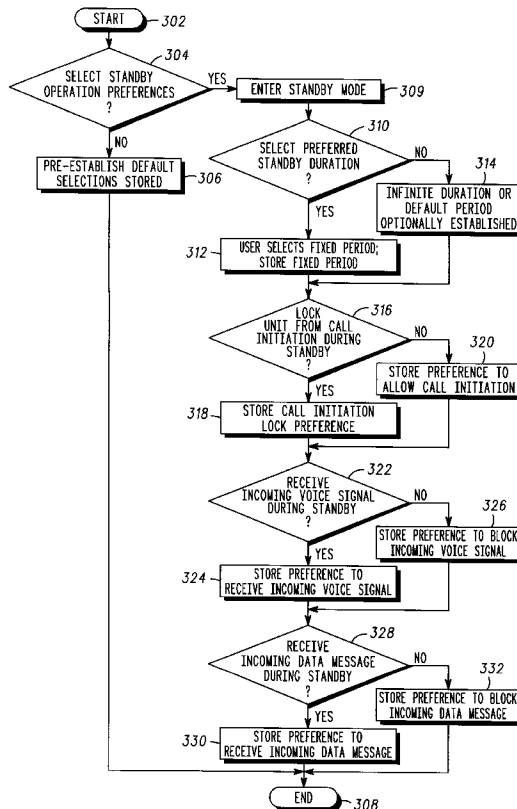 START
302
304
SELECT STANDBY
OPERATION PREFERENCES
?
YES
ENTER STANDBY MODE
309
NO
PRE-ESTABLISH DEFAULT
SELECTIONS STORED
306
310
SELECT PREFERRED
STANDBY DURATION
?
NO
314
INFINITE DURATION OR
DEFAULT PERIOD
OPTIONALLY ESTABLISHED
YES
312
USER SELECTS FIXED PERIOD;
STORE FIXED PERIOD
316
LOCK
UNIT FROM CALL
INITIATION DURING
STANDBY
?
NO
320
STORE PREFERENCE TO
ALLOW CALL INITIATION
YES
318
STORE CALL INITIATION
LOCK PREFERENCE
322
RECEIVE
INCOMING VOICE SIGNAL
DURING STANDBY
?
NO
326
STORE PREFERENCE TO BLOCK
INCOMING VOICE SIGNAL
YES
324
STORE PREFERENCE TO
RECEIVE INCOMING VOICE SIGNAL
328
RECEIVE
INCOMING DATA MESSAGE
DURING STANDBY
?
NO
332
STORE PREFERENCE TO BLOCK
INCOMING DATA MESSAGE
YES
330
STORE PREFERENCE TO
RECEIVE INCOMING DATA MESSAGE
END
308